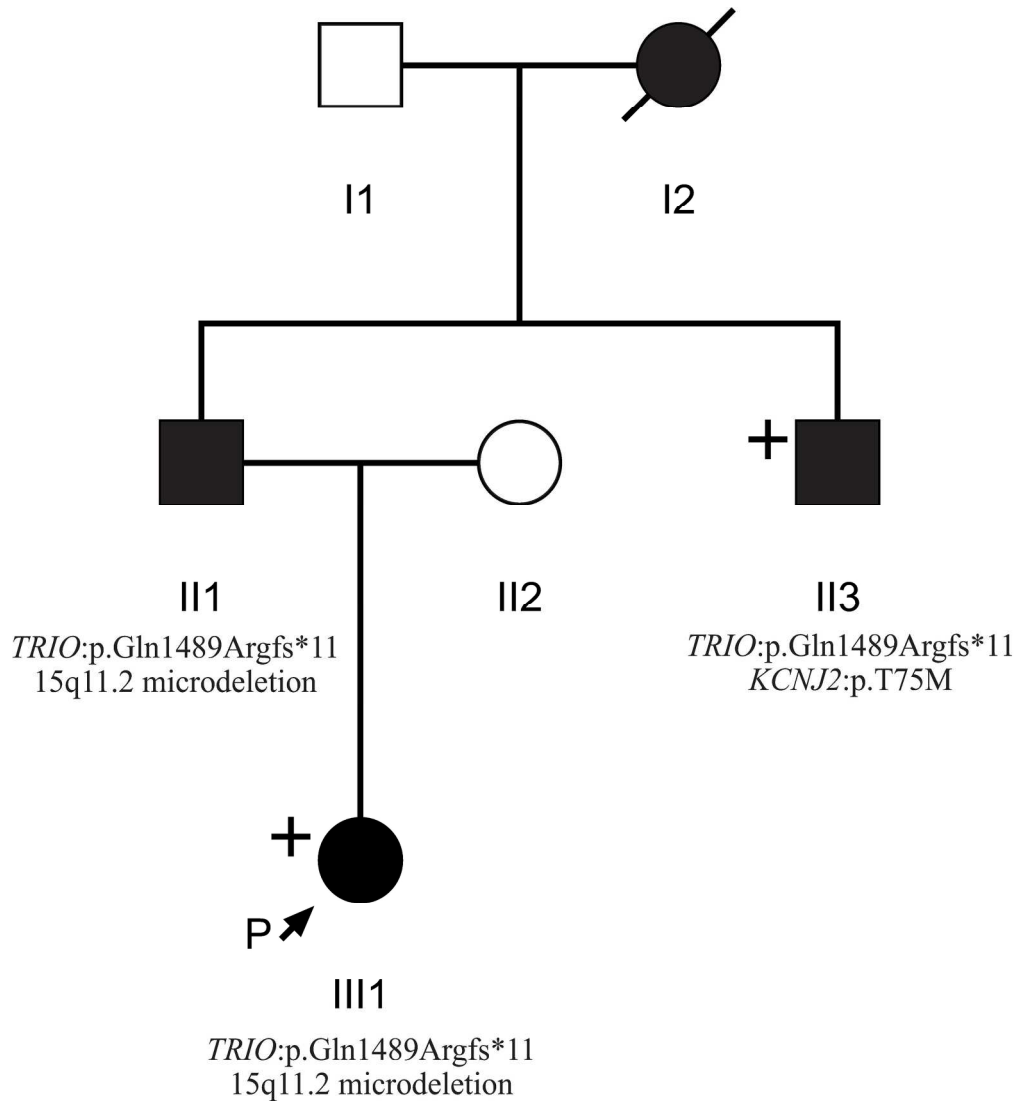 I1
I2
II1
II2
II3
TRIO:p.Gln1489Argfs*11
15q11.2 microdeletion
+
TRIO:p.Gln1489Argfs*11
KCNJ2:p.T75M
+
P
III1
TRIO:p.Gln1489Argfs*11
15q11.2 microdeletion